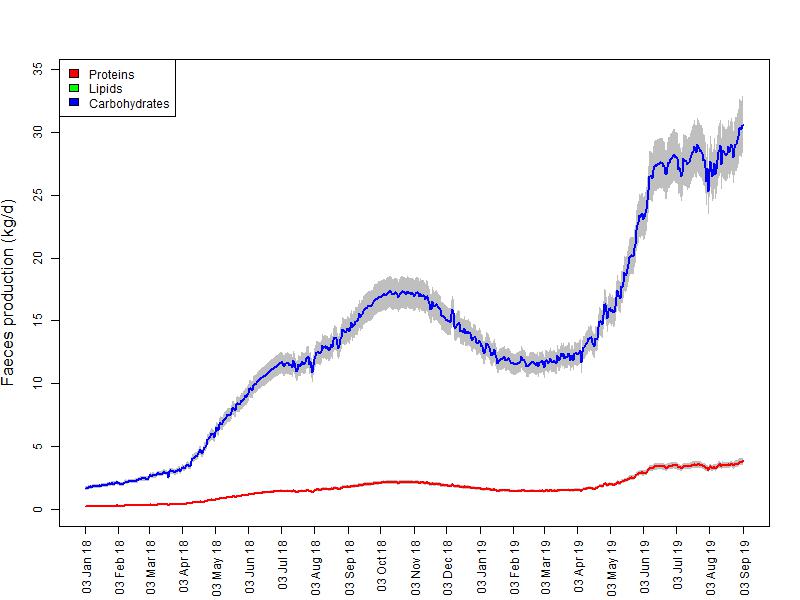 Proteins
Lipids
Carbohydrates
Faeces production (kg/d)
35
30
25
20
15
10
5
0
03 Jan 18
03 Feb 18
03 Mar 18
03 Apr 18
03 May 18
03 Jun 18
03 Jul 18
03 Aug 18
03 Sep 18
03 Oct 18
03 Nov 18
03 Dec 18
03 Jan 19
03 Feb 19
03 Mar 19
03 Apr 19
03 May 19
03 Jun 19
03 Jul 19
03 Aug 19
03 Sep 19